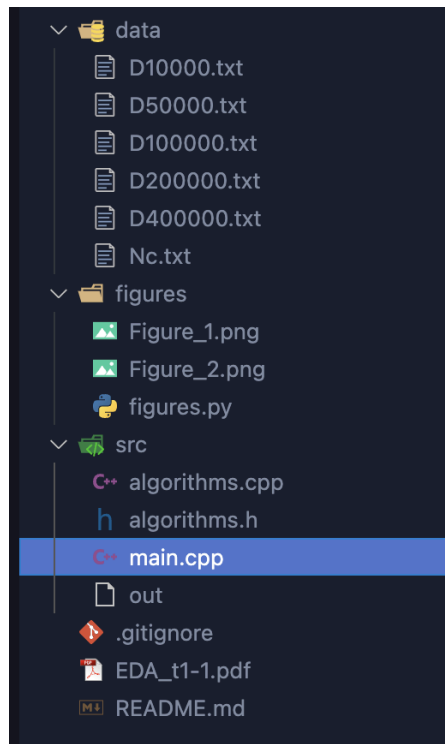 data
D10000.txt
D50000.txt
D100000.txt
D200000.txt
D400000.txt
Nc.txt
figures
Figure_1.png
Figure_2.png
figures.py
src
C++ algorithms.cpp
h algorithms.h
C++ main.cpp
out
.gitignore
PDF EDA_t1-1.pdf
M↓ README.md